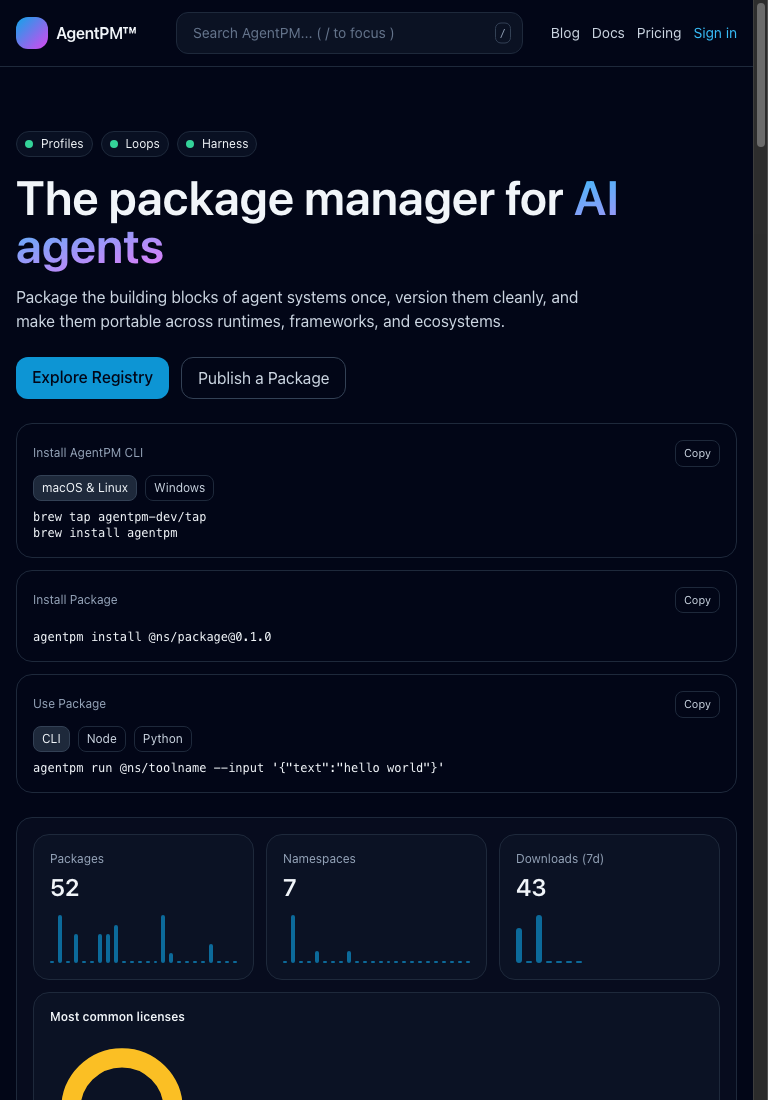 AgentPM™
Search AgentPM... ( / to focus )
/
Blog Docs Pricing Sign in
Profiles Loops Harness
The package manager for AI
agents
Package the building blocks of agent systems once, version them cleanly, and
make them portable across runtimes, frameworks, and ecosystems.
Explore Registry Publish a Package
Install AgentPM CLI
Copy
macOS & Linux Windows
brew tap agentpm-dev/tap
brew install agentpm
Install Package
Copy
agentpm install @ns/package@0.1.0
Use Package
Copy
CLI Node Python
agentpm run @ns/toolname --input '{"text":"hello world"}'
Packages
52
Namespaces
7
Downloads (7d)
43
Most common licenses